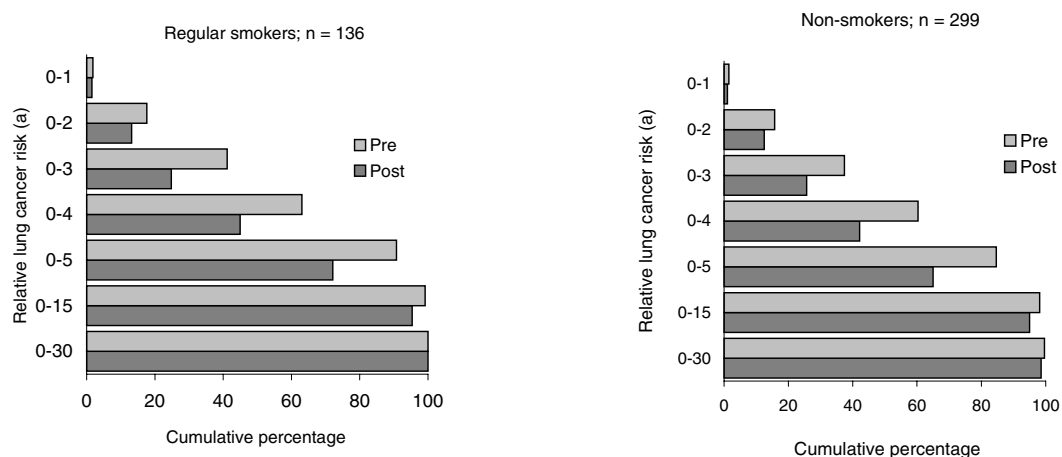 Regular smokers; n = 136
Relative lung cancer risk (a)
0-1
0-2
0-3
0-4
0-5
0-15
0-30
Pre
Post
0 20 40 60 80 100
Cumulative percentage
Non-smokers; n = 299
Relative lung cancer risk (a)
0-1
0-2
0-3
0-4
0-5
0-15
0-30
Pre
Post
0 20 40 60 80 100
Cumulative percentage